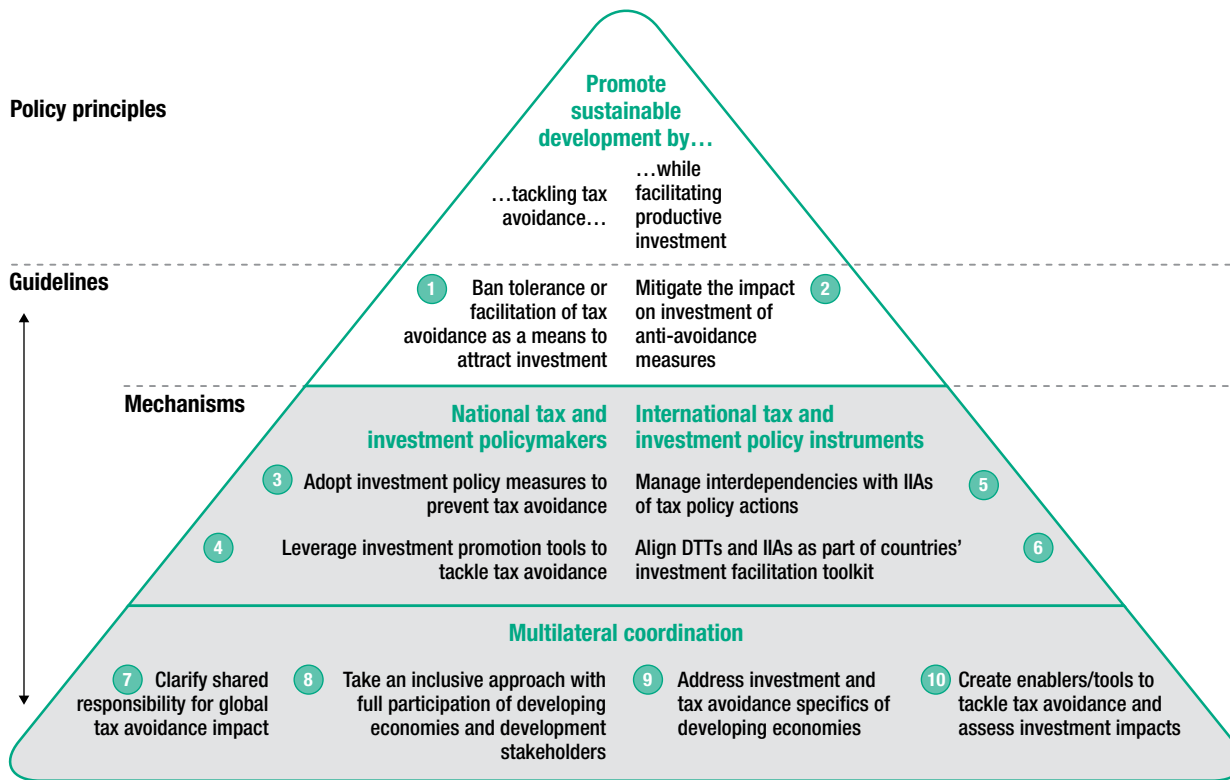 Policy principles
Promote
sustainable
development by…
…tackling tax
avoidance…
…while
facilitating
productive
investment
Guidelines
1
Ban tolerance or
facilitation of tax
avoidance as a means to
attract investment
Mitigate the impact
on investment of
anti-avoidance
measures
2
Mechanisms
National tax and
investment policymakers
International tax and
investment policy instruments
3
Adopt investment policy measures to
prevent tax avoidance
Manage interdependencies with IIAs
of tax policy actions
5
4
Leverage investment promotion tools to
tackle tax avoidance
Align DTTs and IIAs as part of countries’
investment facilitation toolkit
6
Multilateral coordination
7
Clarify shared
responsibility for global
tax avoidance impact
8
Take an inclusive approach with
full participation of developing
economies and development
stakeholders
9
Address investment and
tax avoidance specifics of
developing economies
10
Create enablers/tools to
tackle tax avoidance and
assess investment impacts